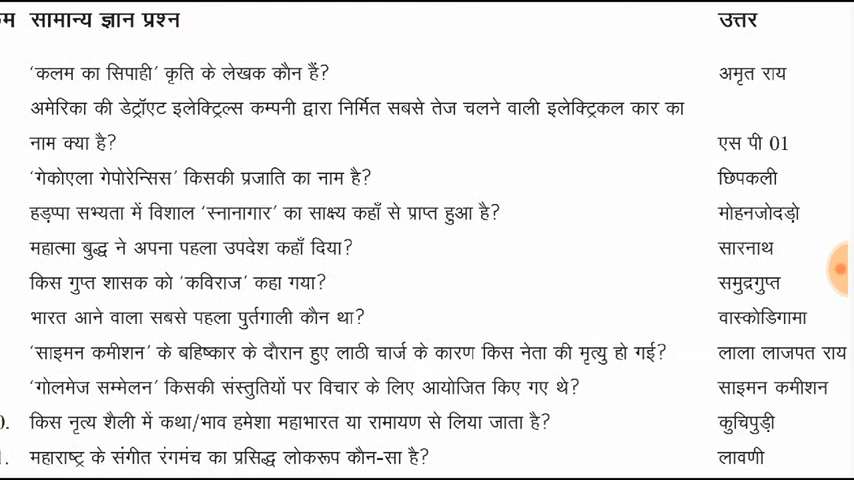 म सामान्य ज्ञान प्रश्न उत्तर
‘कलम का सिपाही’ कृति के लेखक कौन हैं? अमृत राय
अमेरिका की डेट्रॉएट इलेक्ट्रिल्स कम्पनी द्वारा निर्मित सबसे तेज चलने वाली इलेक्ट्रिकल कार का
नाम क्या है? एस पी 01
‘गेकोएला गेपोरेन्सिस’ किसकी प्रजाति का नाम है? छिपकली
हड़प्पा सभ्यता में विशाल ‘स्नानागार’ का साक्ष्य कहाँ से प्राप्त हुआ है? मोहनजोदड़ो
महात्मा बुद्ध ने अपना पहला उपदेश कहाँ दिया? सारनाथ
किस गुप्त शासक को ‘कविराज’ कहा गया? समुद्रगुप्त
भारत आने वाला सबसे पहला पुर्तगाली कौन था? वास्कोडिगामा
‘साइमन कमीशन’ के बहिष्कार के दौरान हुए लाठी चार्ज के कारण किस नेता की मृत्यु हो गई? लाला लाजपत राय
‘गोलमेज सम्मेलन’ किसकी संस्तुतियों पर विचार के लिए आयोजित किए गए थे? साइमन कमीशन
0. किस नृत्य शैली में कथा/भाव हमेशा महाभारत या रामायण से लिया जाता है? कुचिपुड़ी
. महाराष्ट्र के संगीत रंगमंच का प्रसिद्ध लोकरूप कौन-सा है? लावणी